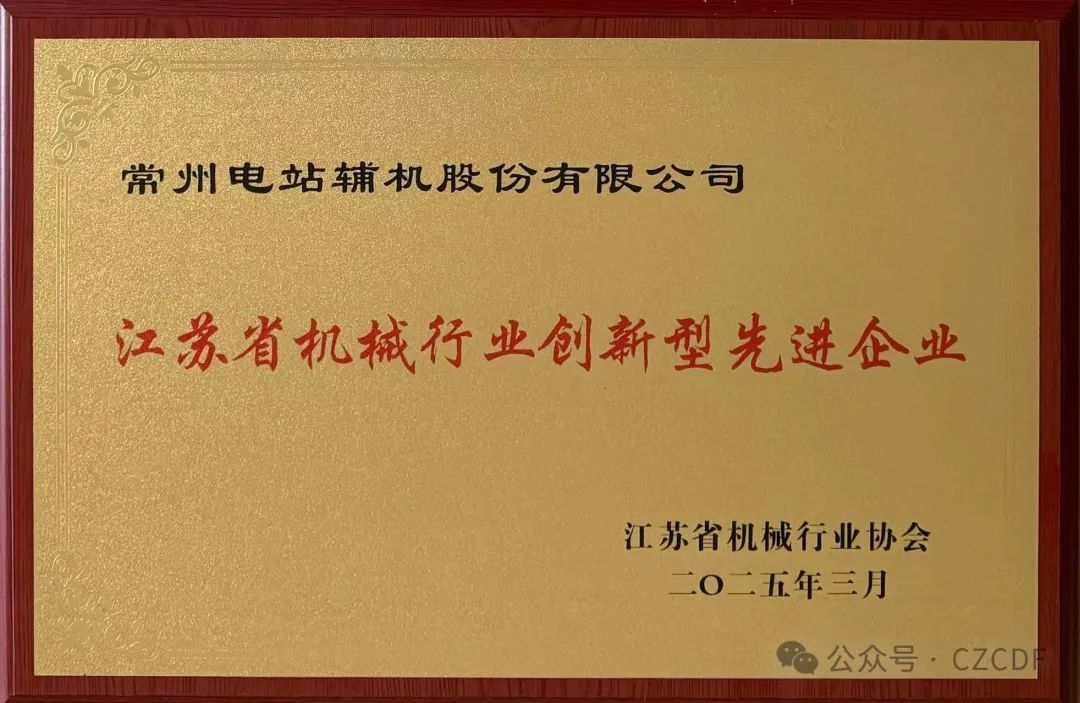 常州电站辅机股份有限公司
江苏省机械行业创新型先进企业
江苏省机械行业协会
二〇二五年三月
公众号 · CZCDF